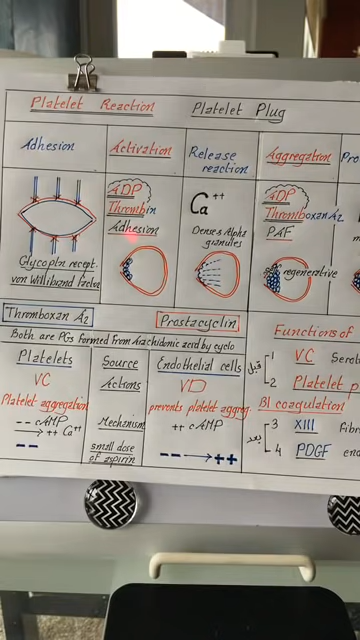 Platelet Reaction Platelet Plug
Adhesion
Activation
Release
reaction
Aggregation
Pro
Glycoptn recept.
von Williband factor
ADP
Thrombin
Adhesion
Ca++
Dense & Alpha
granules
ADP
Thromboxan A2
PAF
regenerative
Thromboxan A2
Prostacyclin
Both are PGs formed from Arachidonic acid by cyclo
Platelets
Source
Endothelial cells
VC
Actions
VD
Platelet aggregation
prevents platelet aggreg.
-- cAMP
→ ++ Ca++
Mechanism
++ cAMP
--
small dose
of aspirin
-- → ++
Functions of
قبل
1 VC Serot
2 Platelet p
Bl coagulation
بعد
3 XIII Fibr
4 PDGF end